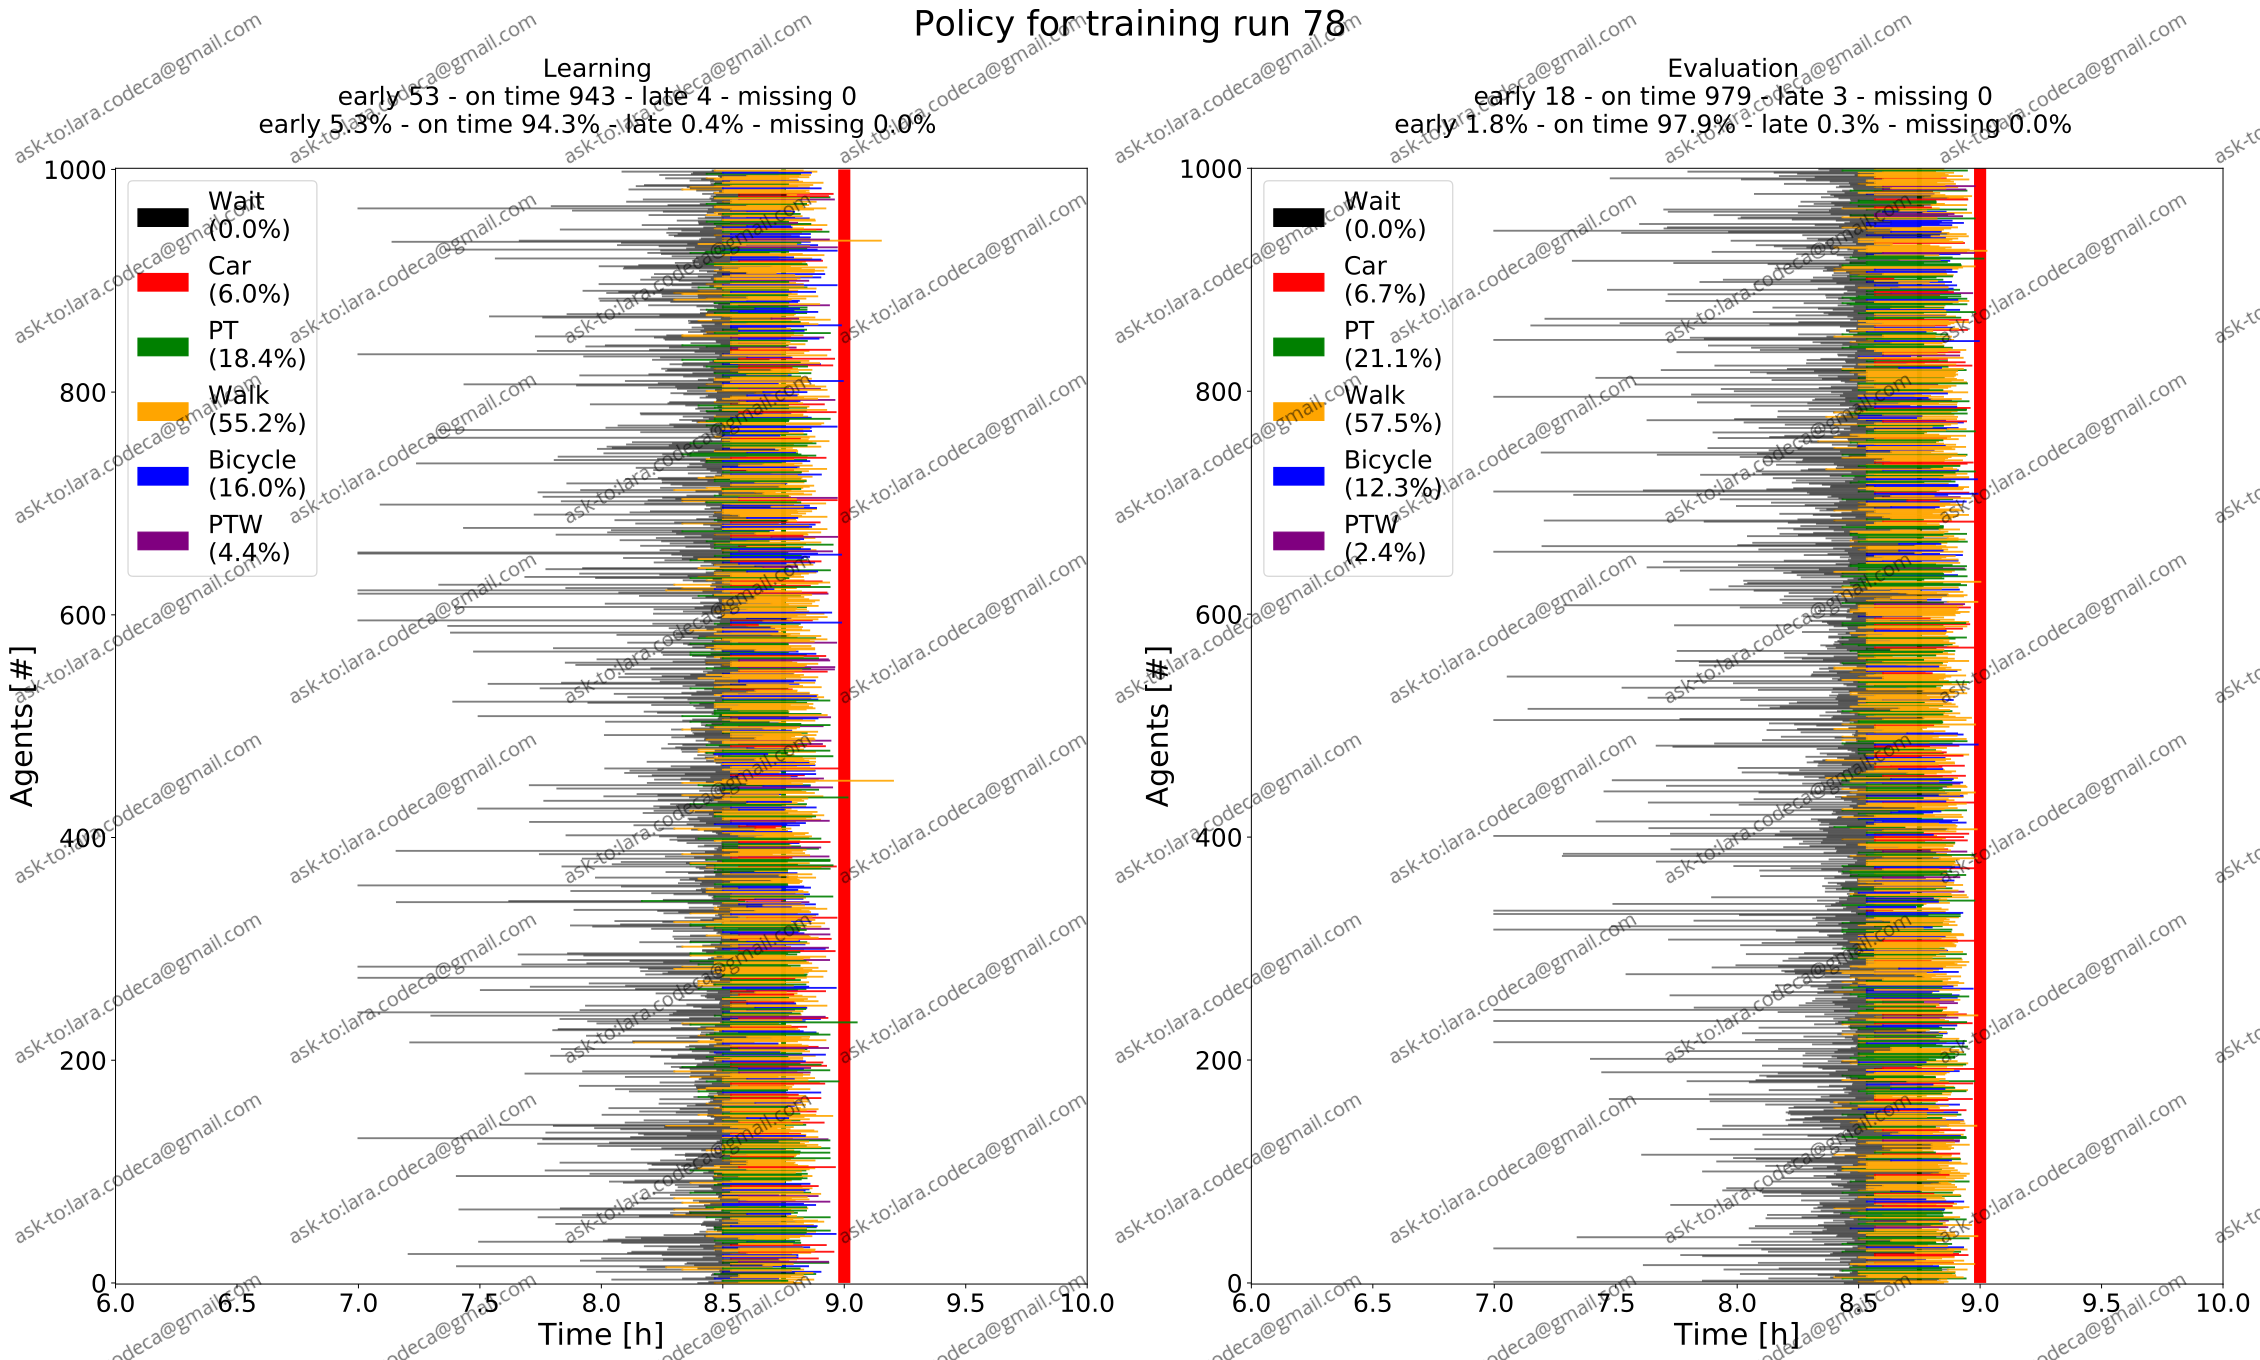 Policy for training run 78
Learning
early 53 - on time 943 - late 4 - missing 0
early 5.3% - on time 94.3% - late 0.4% - missing 0.0%
1000
800
600
400
200
0
Agents [#]
Wait
(0.0%)
Car
(6.0%)
PT
(18.4%)
Walk
(55.2%)
Bicycle
(16.0%)
PTW
(4.4%)
6.0 6.5 7.0 7.5 8.0 8.5 9.0 9.5 10.0
Time [h]
Evaluation
early 18 - on time 979 - late 3 - missing 0
early 1.8% - on time 97.9% - late 0.3% - missing 0.0%
1000
800
600
400
200
0
Agents [#]
Wait
(0.0%)
Car
(6.7%)
PT
(21.1%)
Walk
(57.5%)
Bicycle
(12.3%)
PTW
(2.4%)
6.0 6.5 7.0 7.5 8.0 8.5 9.0 9.5 10.0
Time [h]
ask-to:lara.codeca@gmail.com